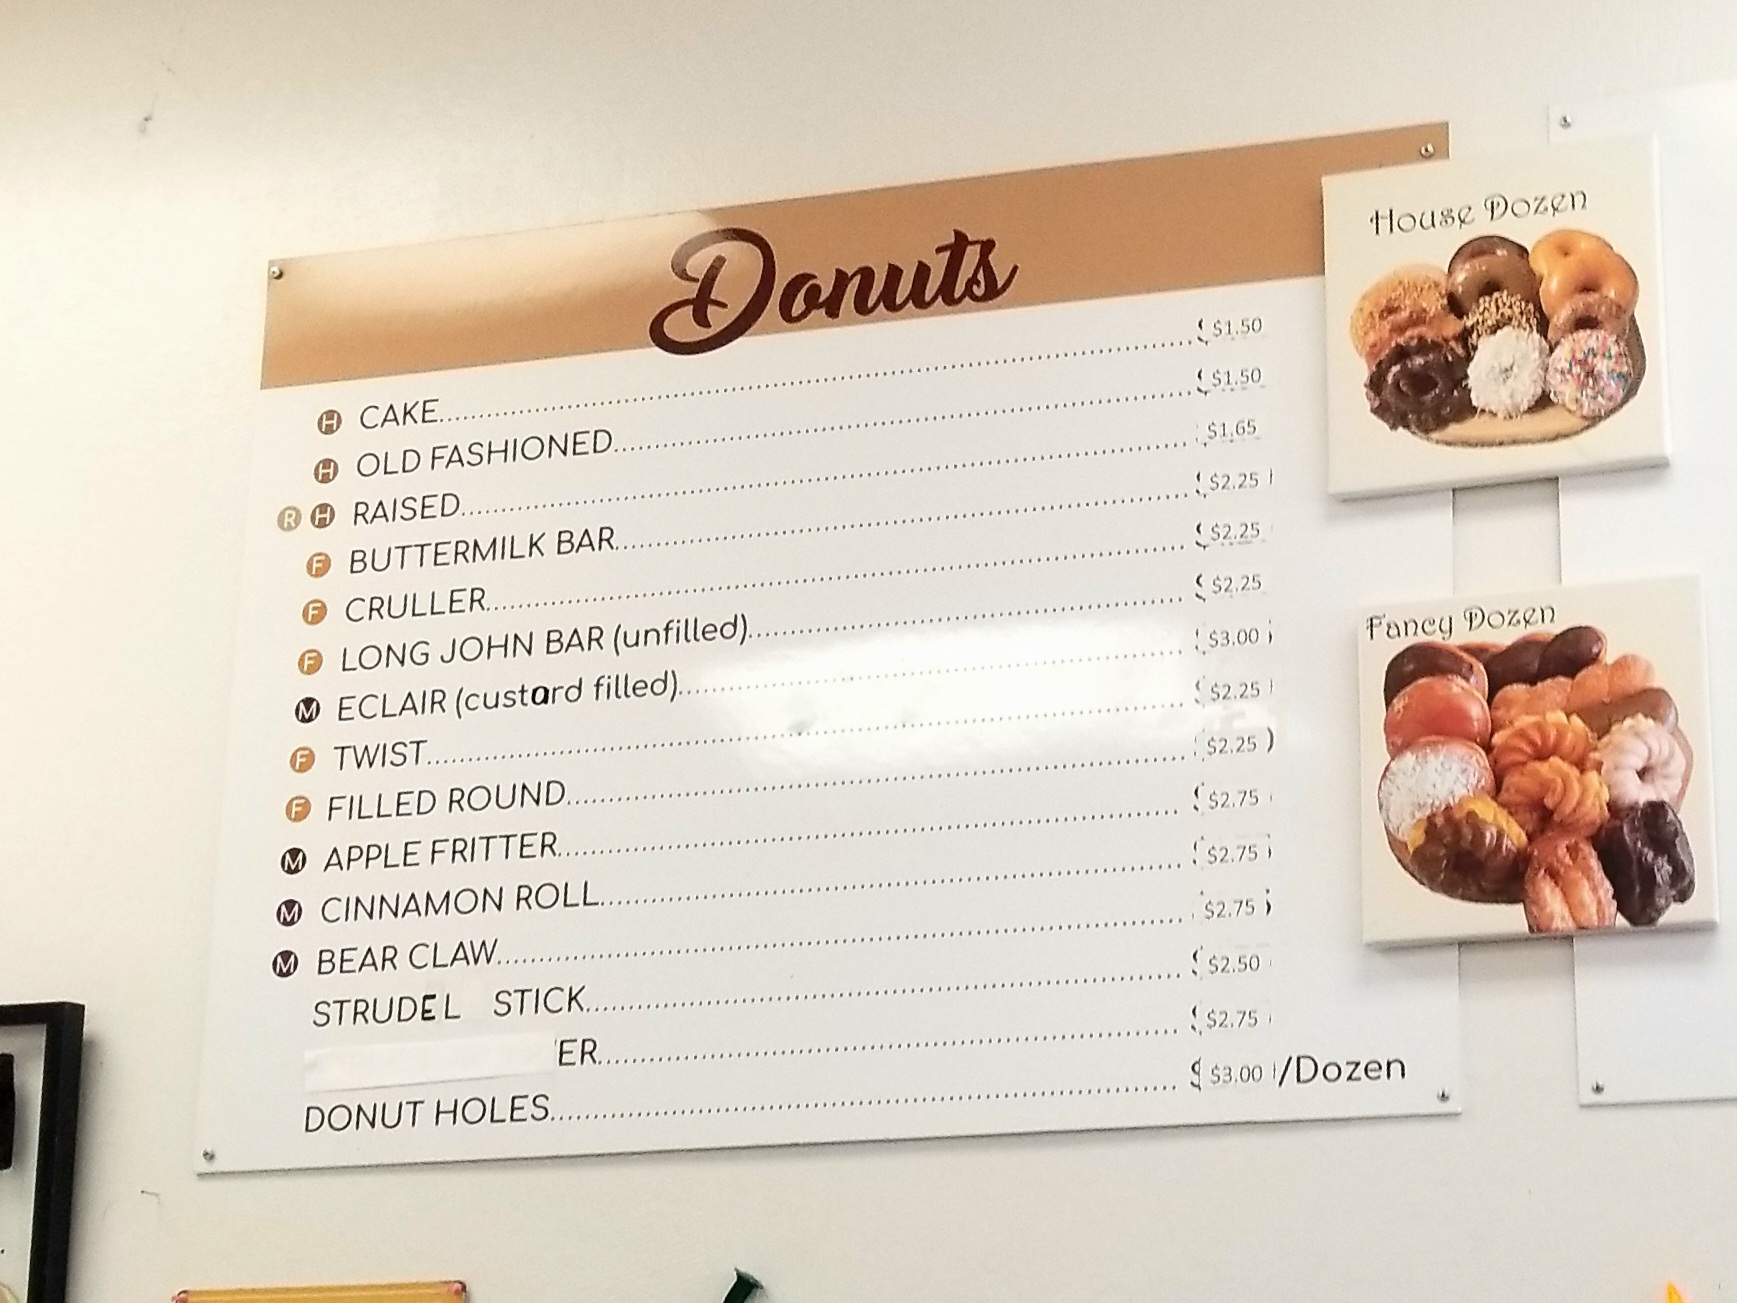 Donuts
H CAKE........ $1.50
H OLD FASHIONED........ $1.50
R H RAISED........ $1.65
F BUTTERMILK BAR........ $2.25
F CRULLER........ $2.25
F LONG JOHN BAR (unfilled)........ $2.25
M ECLAIR (custard filled)........ $3.00
F TWIST........ $2.25
F FILLED ROUND........ $2.25
M APPLE FRITTER........ $2.75
M CINNAMON ROLL........ $2.75
M BEAR CLAW........ $2.75
STRUDEL STICK........ $2.50
ER........ $2.75
DONUT HOLES........ $3.00 /Dozen
House Dozen
Fancy Dozen